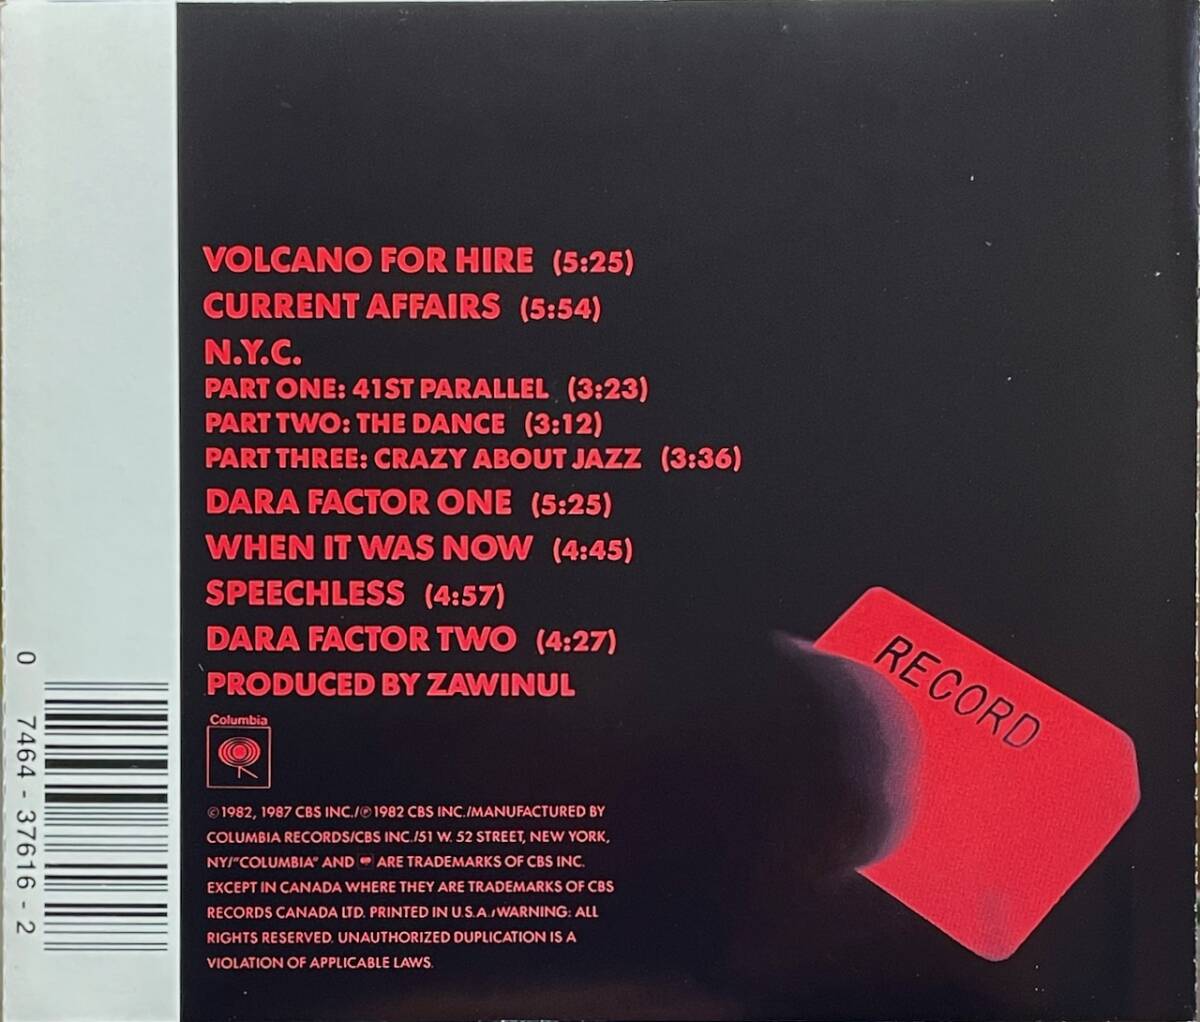 VOLCANO FOR HIRE (5:25)
CURRENT AFFAIRS (5:54)
N.Y.C.
PART ONE: 41ST PARALLEL (3:23)
PART TWO: THE DANCE (3:12)
PART THREE: CRAZY ABOUT JAZZ (3:36)
DARA FACTOR ONE (5:25)
WHEN IT WAS NOW (4:45)
SPEECHLESS (4:57)
DARA FACTOR TWO (4:27)
PRODUCED BY ZAWINUL
Columbia
©1982, 1987 CBS INC./℗1982 CBS INC./MANUFACTURED BY
COLUMBIA RECORDS/CBS INC./51 W. 52 STREET, NEW YORK,
NY/"COLUMBIA" AND ARE TRADEMARKS OF CBS INC.
EXCEPT IN CANADA WHERE THEY ARE TRADEMARKS OF CBS
RECORDS CANADA LTD. PRINTED IN U.S.A./WARNING: ALL
RIGHTS RESERVED. UNAUTHORIZED DUPLICATION IS A
VIOLATION OF APPLICABLE LAWS.
RECORD
0 7464-37616-2